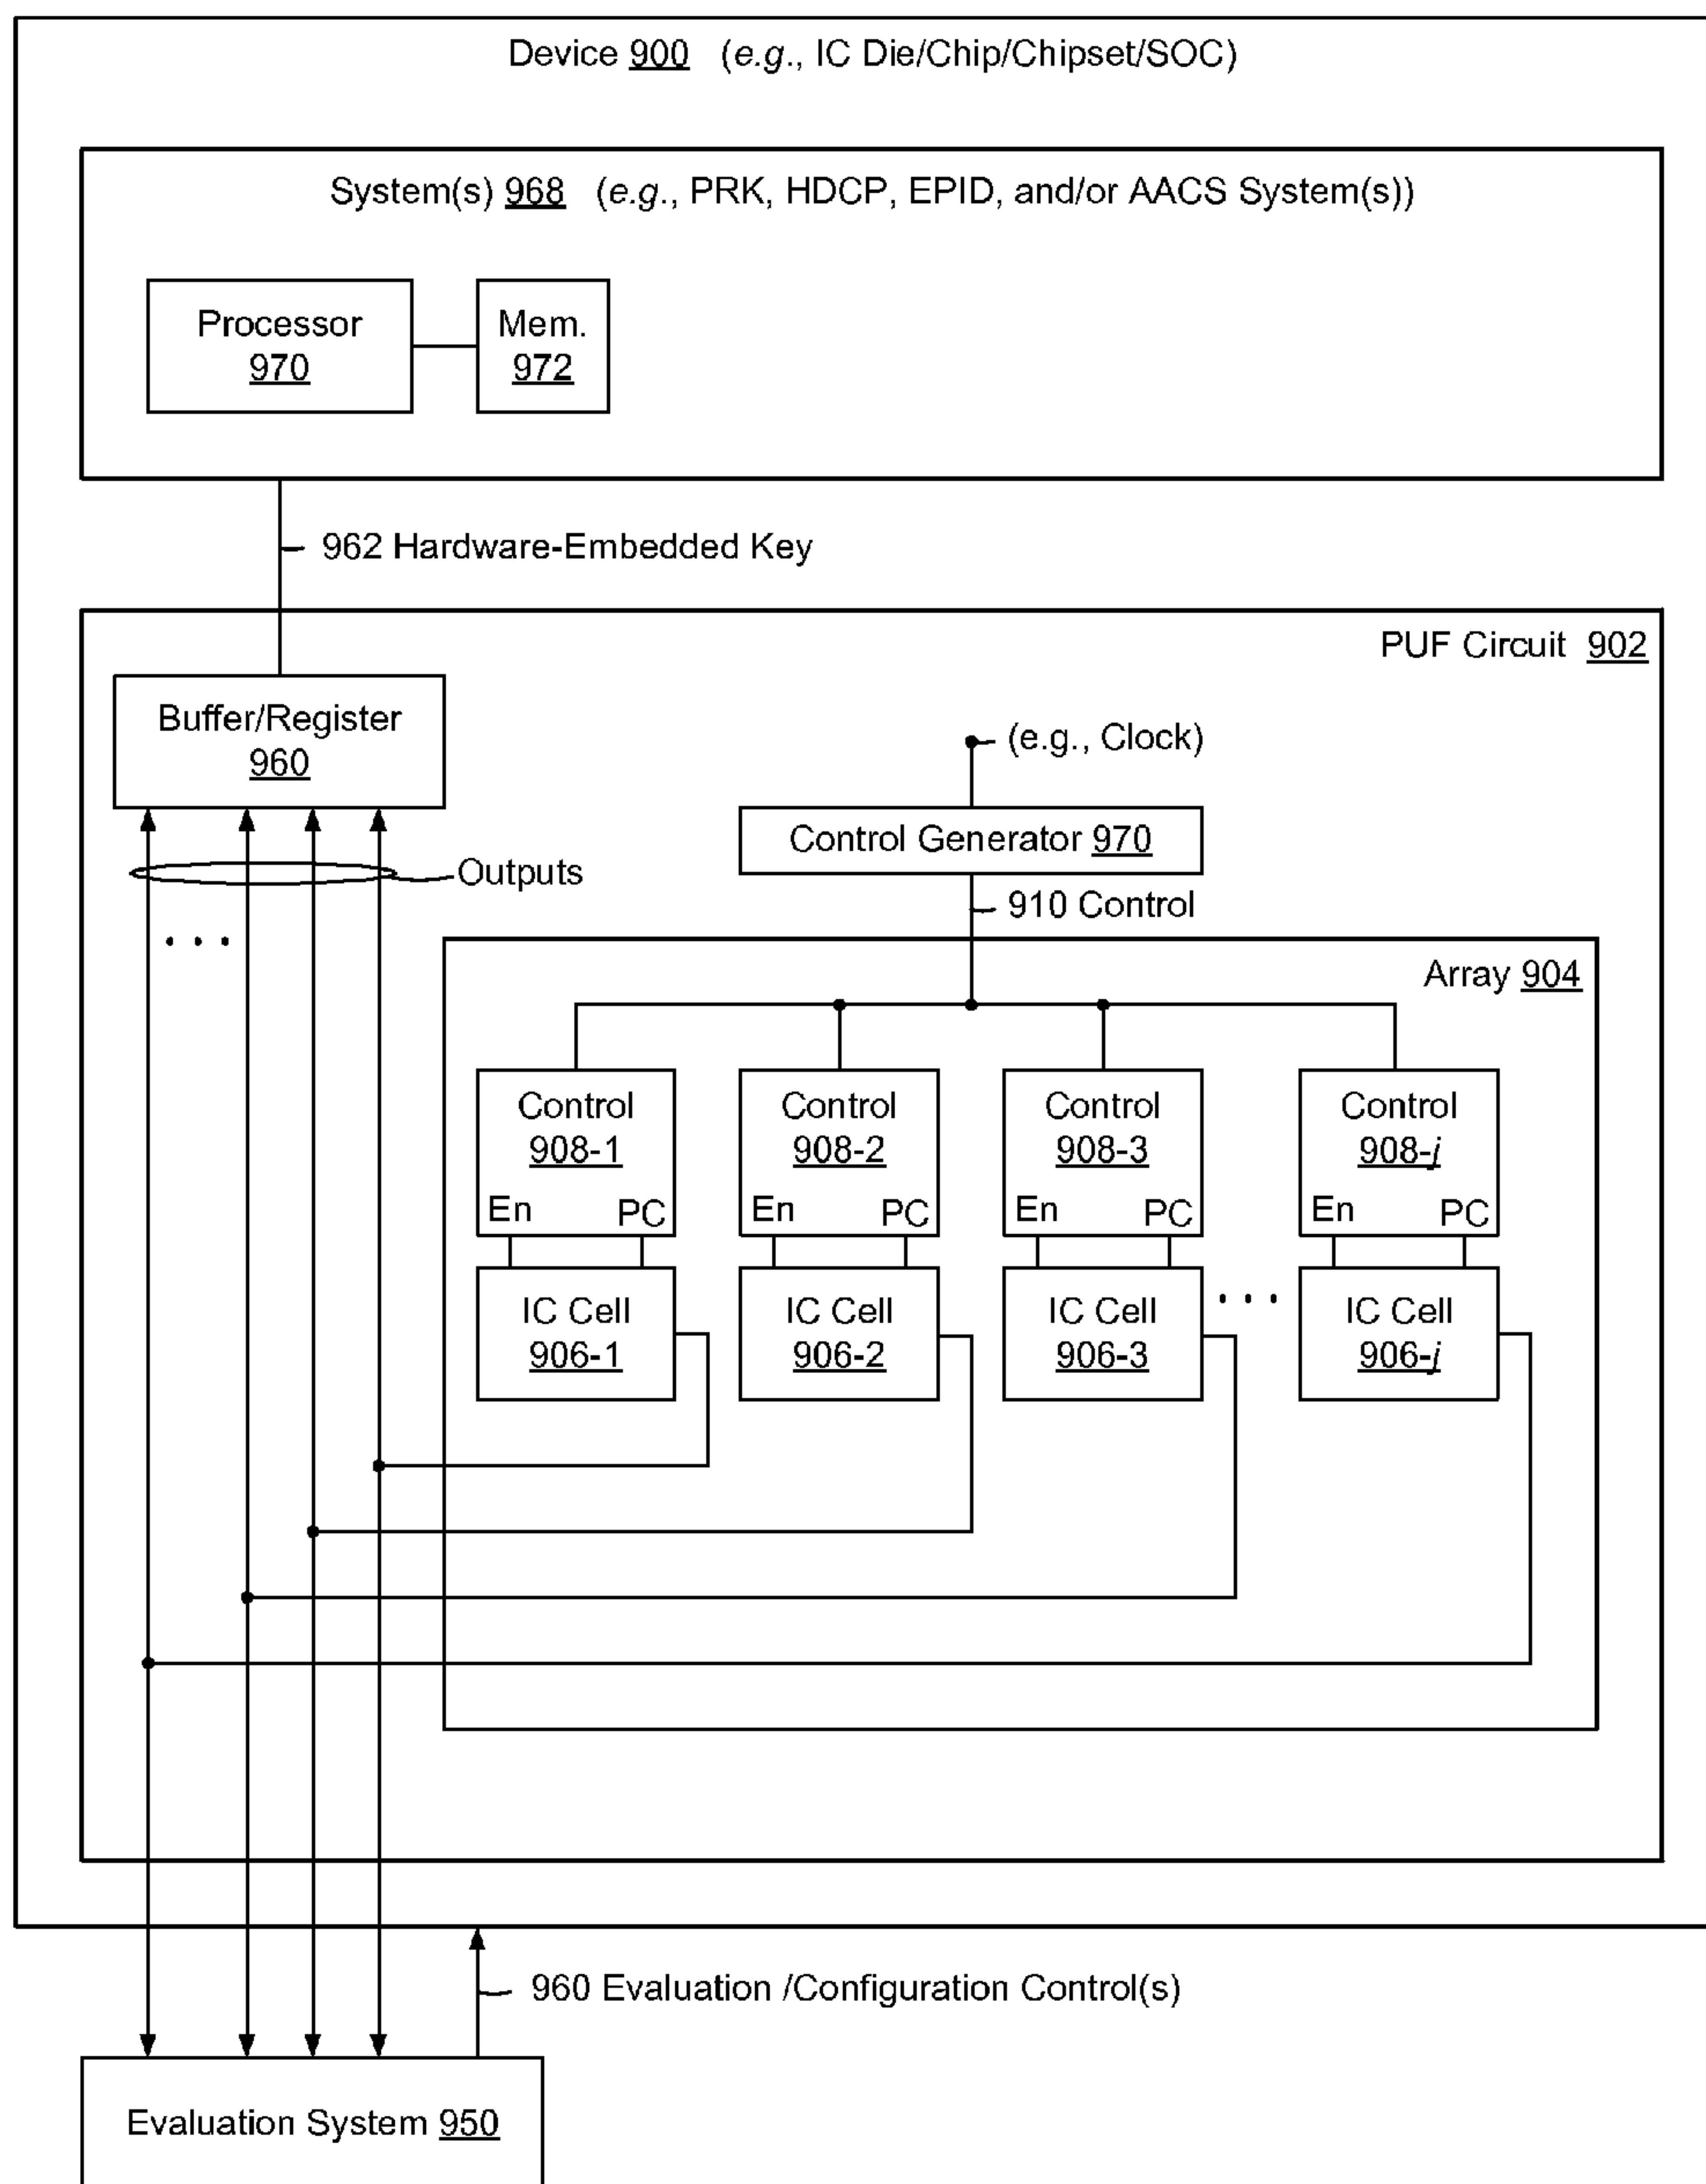 Device 900 (e.g., IC Die/Chip/Chipset/SOC)
System(s) 968 (e.g., PRK, HDCP, EPID, and/or AACS System(s))
Processor
970
Mem.
972
962 Hardware-Embedded Key
PUF Circuit 902
Buffer/Register
960
(e.g., Clock)
Control Generator 970
Outputs
910 Control
. . .
Array 904
Control
908-1
En PC
Control
908-2
En PC
Control
908-3
En PC
Control
908-j
En PC
IC Cell
906-1
IC Cell
906-2
IC Cell
906-3
. . .
IC Cell
906-j
960 Evaluation /Configuration Control(s)
Evaluation System 950